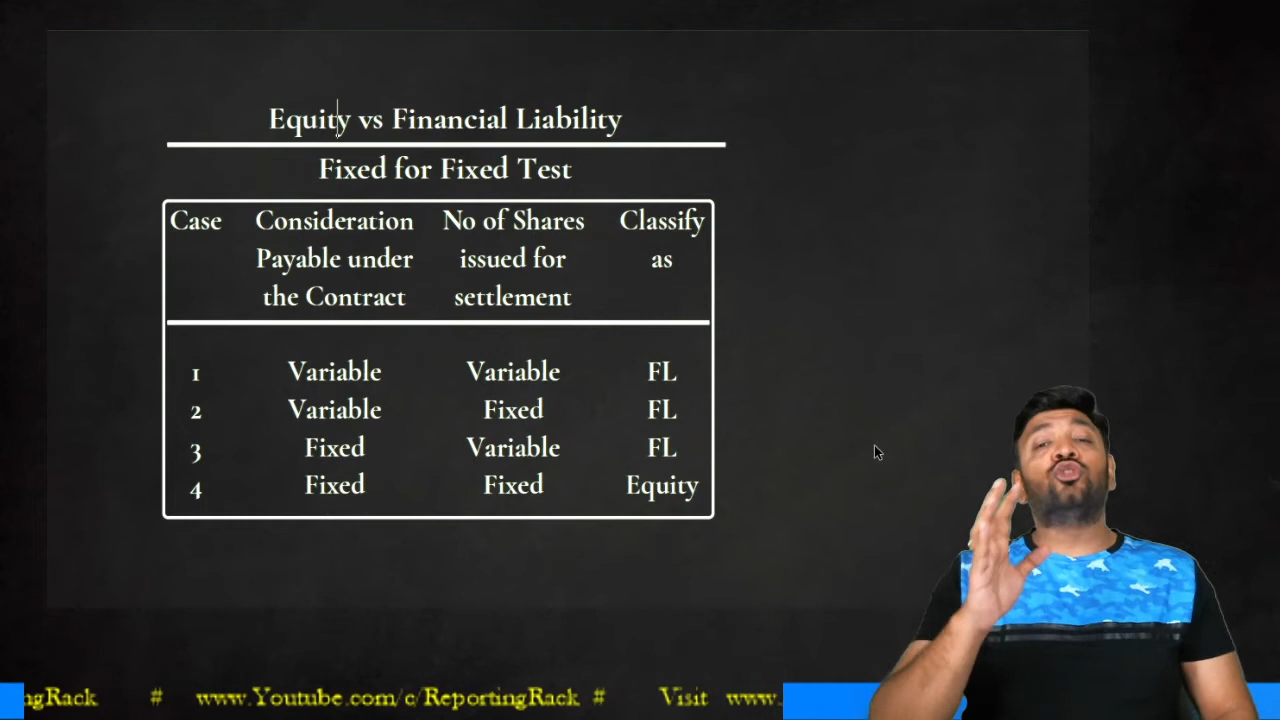 Equity vs Financial Liability
Fixed for Fixed Test
Case Consideration Payable under the Contract No of Shares issued for settlement Classify as
1 Variable Variable FL
2 Variable Fixed FL
3 Fixed Variable FL
4 Fixed Fixed Equity
ngRack # www.Youtube.com/c/ReportingRack # Visit www.